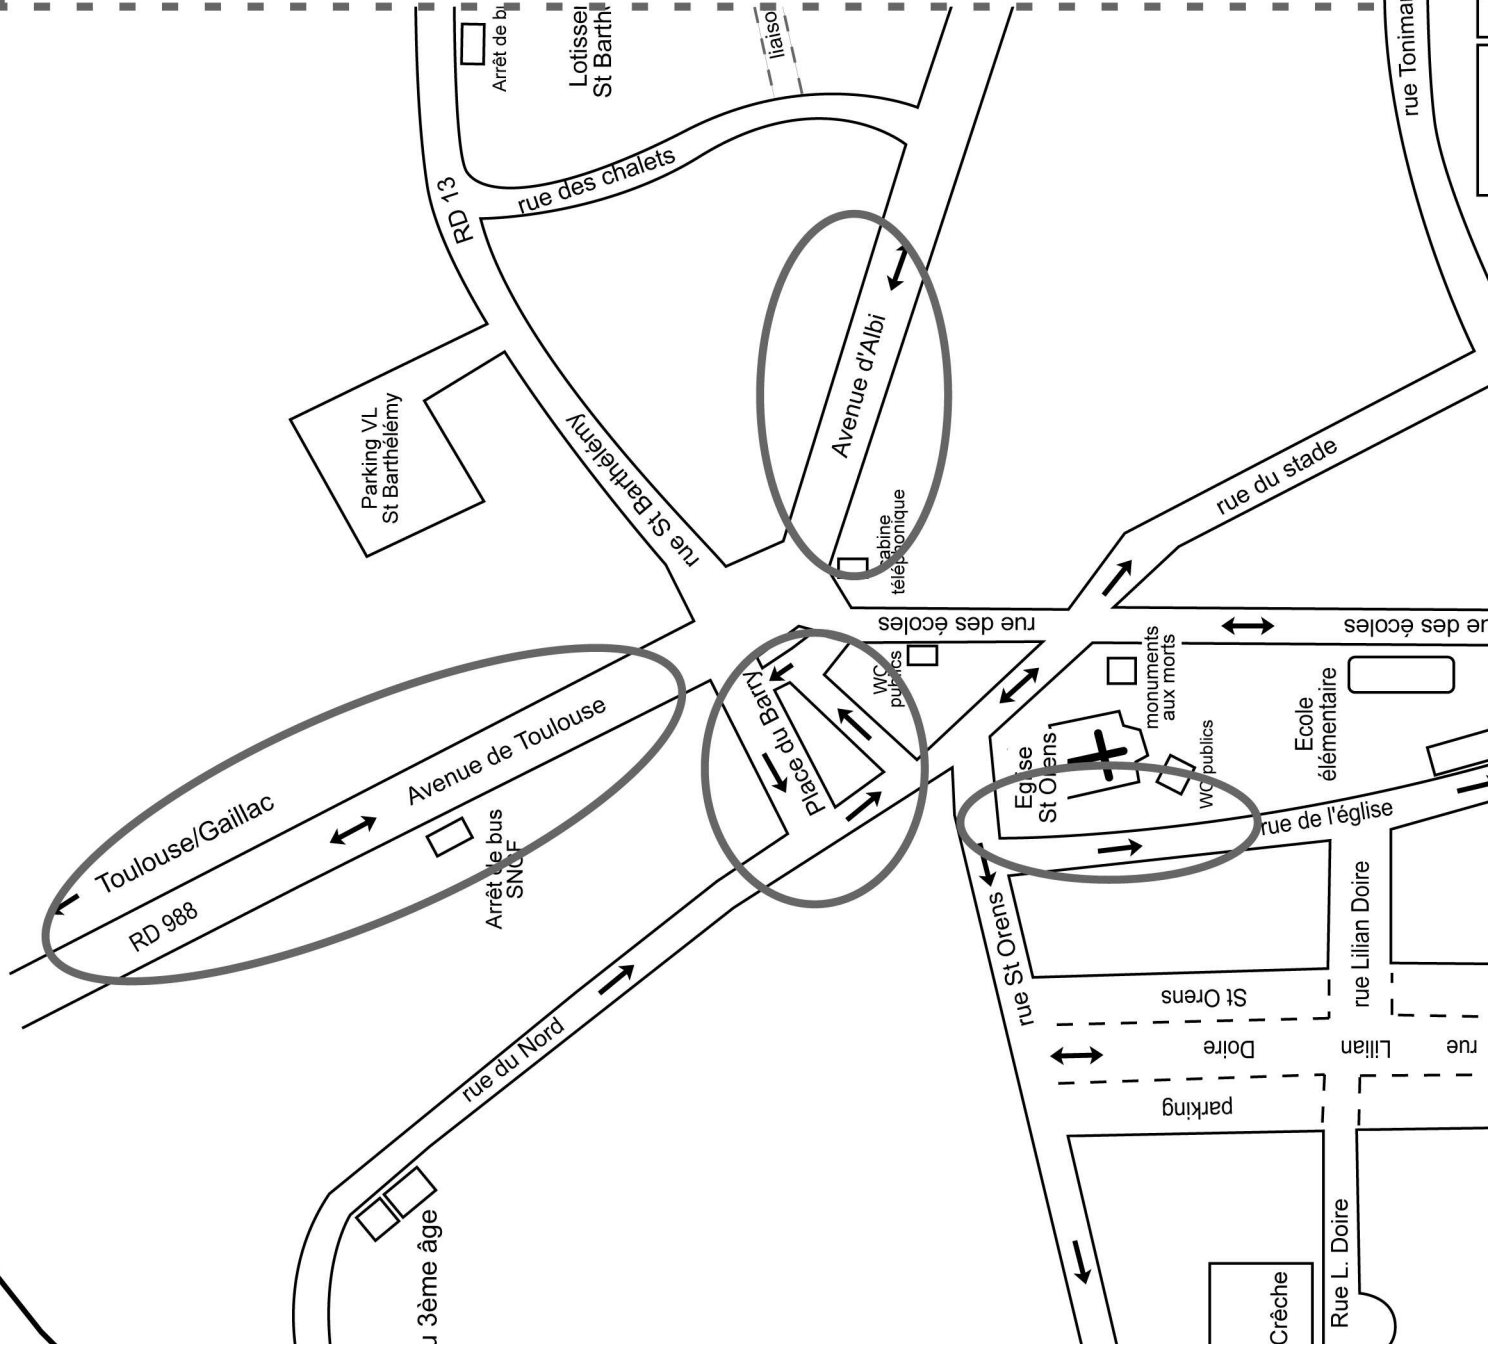 Arrêt de b
Lotisse
St Barth
liaiso
rue Tonima
RD 13
rue des chalets
Parking VL
St Barthélémy
rue St Barthélémy
Avenue d'Albi
cabine
téléphonique
rue du stade
rue des écoles
rue des écoles
WC
publics
monuments
aux morts
Place du Barry
Eglise
St Orens
WC publics
Ecole
élémentaire
Avenue de Toulouse
Toulouse/Gaillac
RD 988
Arrêt de bus
SNCF
rue de l'église
rue St Orens
rue Lilian Doire
St Orens
rue Lilian Doire
parking
rue du Nord
3ème âge
Crêche
Rue L. Doire